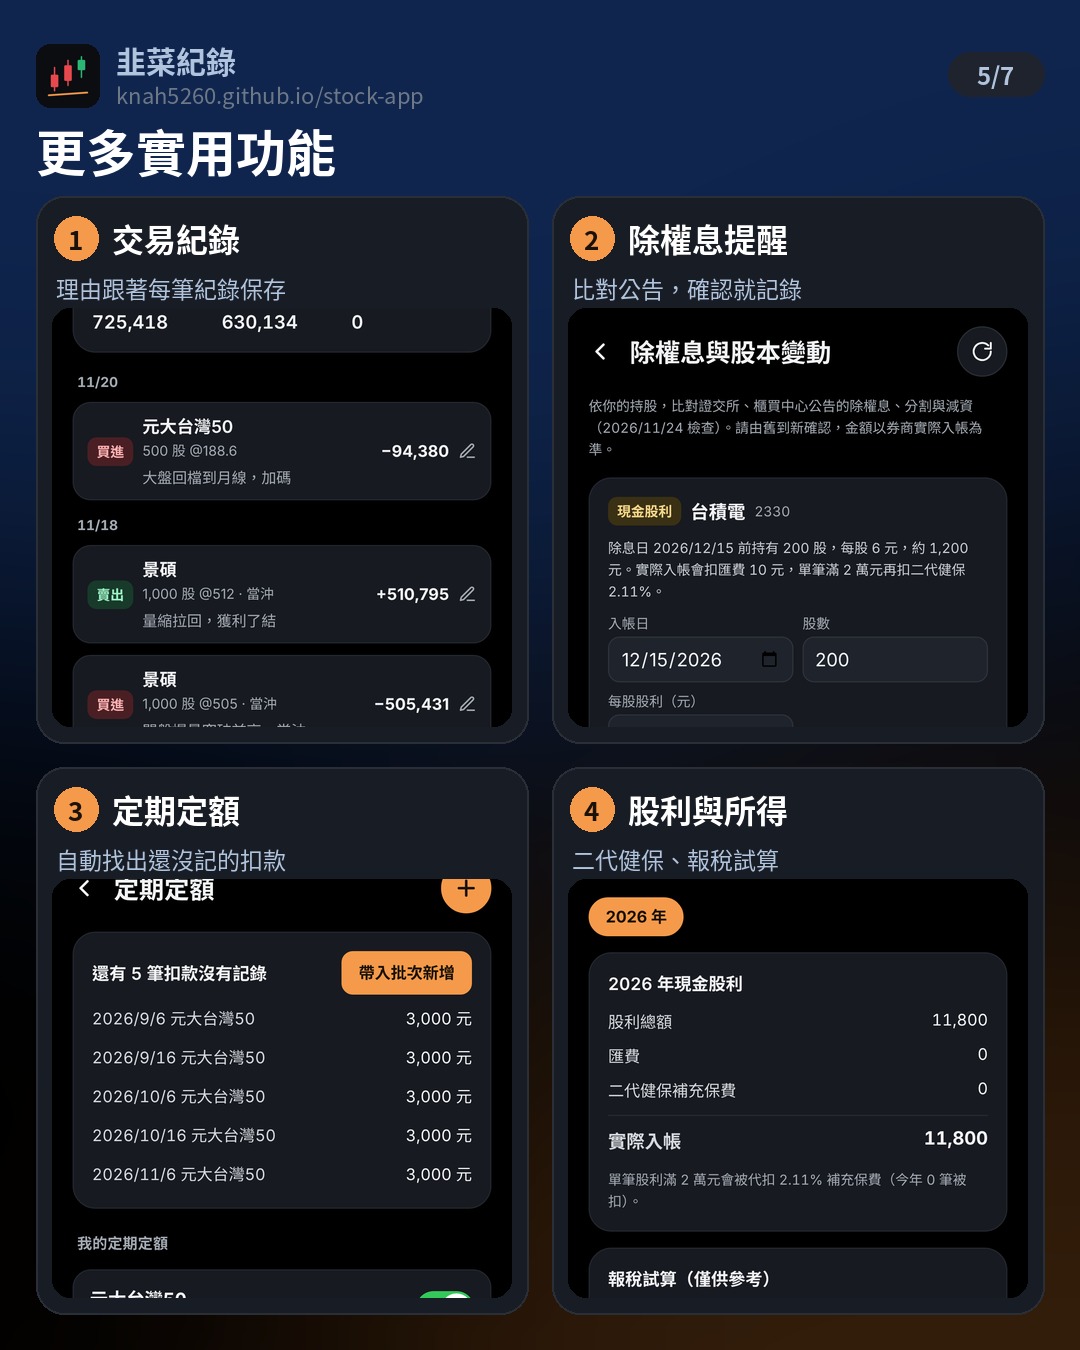 韭菜紀錄
knah5260.github.io/stock-app
5/7
更多實用功能
1 交易紀錄
理由跟著每筆紀錄保存
725,418 630,134 0
11/20
元大台灣50
買進 500 股 @188.6 −94,380
大盤回檔到月線，加碼
11/18
景碩
賣出 1,000 股 @512 · 當沖 +510,795
量縮拉回，獲利了結
景碩
買進 1,000 股 @505 · 當沖 −505,431
2 除權息提醒
比對公告，確認就記錄
除權息與股本變動
依你的持股，比對證交所、櫃買中心公告的除權息、分割與減資
（2026/11/24 檢查）。請由舊到新確認，金額以券商實際入帳為
準。
現金股利 台積電 2330
除息日 2026/12/15 前持有 200 股，每股 6 元，約 1,200
元。實際入帳會扣匯費 10 元，單筆滿 2 萬元再扣二代健保
2.11%。
入帳日 股數
12/15/2026 200
每股股利（元）
3 定期定額
自動找出還沒記的扣款
定期定額
還有 5 筆扣款沒有記錄 帶入批次新增
2026/9/6 元大台灣50 3,000 元
2026/9/16 元大台灣50 3,000 元
2026/10/6 元大台灣50 3,000 元
2026/10/16 元大台灣50 3,000 元
2026/11/6 元大台灣50 3,000 元
我的定期定額
元大台灣50
4 股利與所得
二代健保、報稅試算
2026 年
2026 年現金股利
股利總額 11,800
匯費 0
二代健保補充保費 0
實際入帳 11,800
單筆股利滿 2 萬元會被代扣 2.11% 補充保費（今年 0 筆被
扣）。
報稅試算（僅供參考）